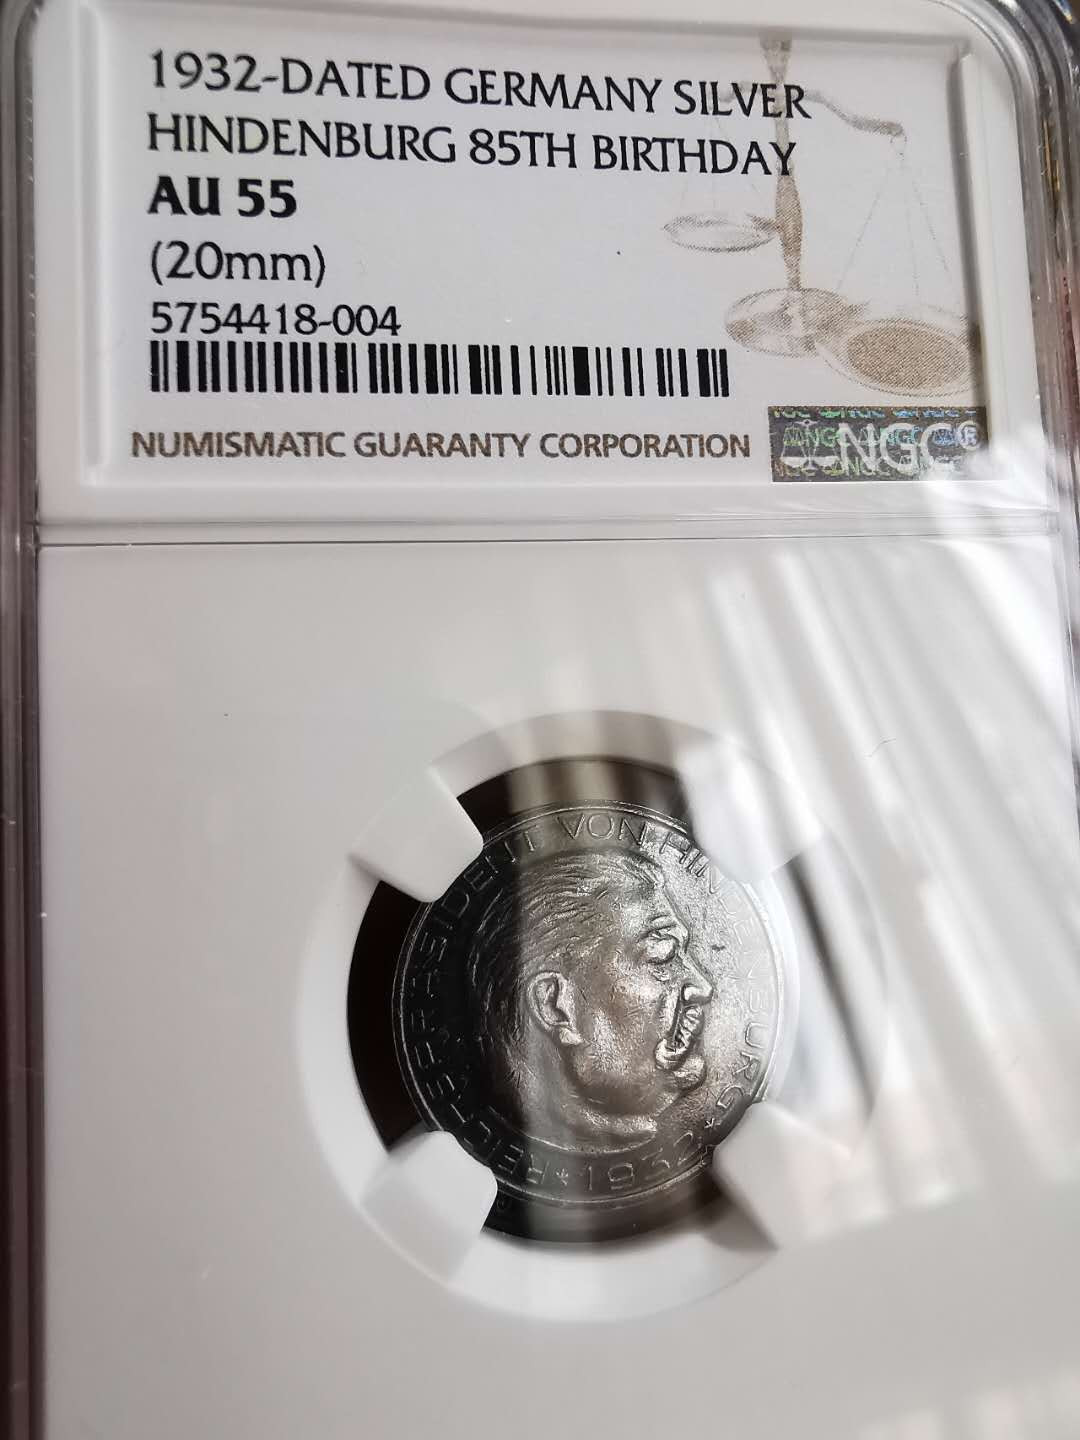 1932-DATED GERMANY SILVER
HINDENBURG 85TH BIRTHDAY
AU 55
(20mm)
5754418-004
NUMISMATIC GUARANTY CORPORATION
NGC®
REICHSPRÄSIDENT VON HINDENBURG
* 1932 *